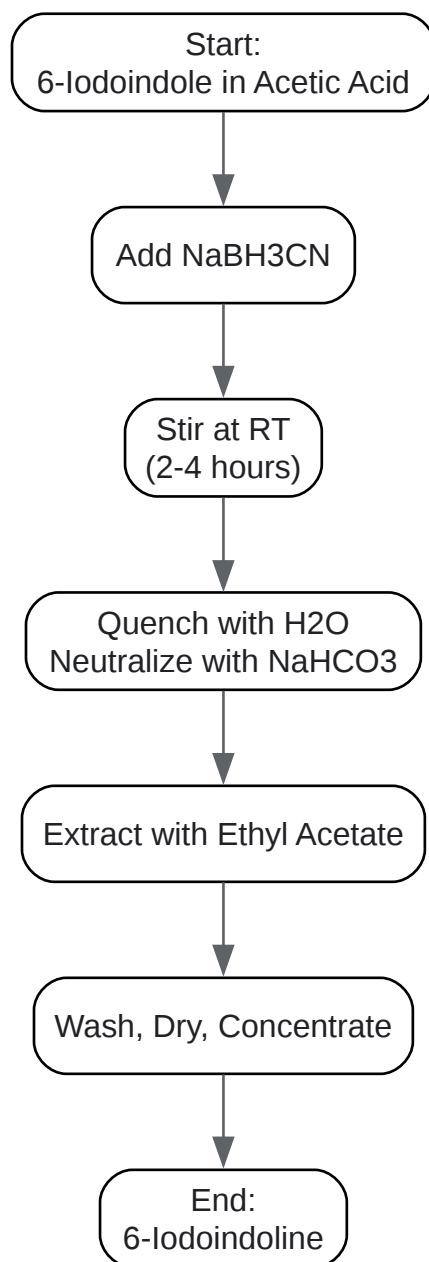 Start:
6-Iodoindole in Acetic Acid
Add NaBH3CN
Stir at RT
(2-4 hours)
Quench with H2O
Neutralize with NaHCO3
Extract with Ethyl Acetate
Wash, Dry, Concentrate
End:
6-Iodoindoline